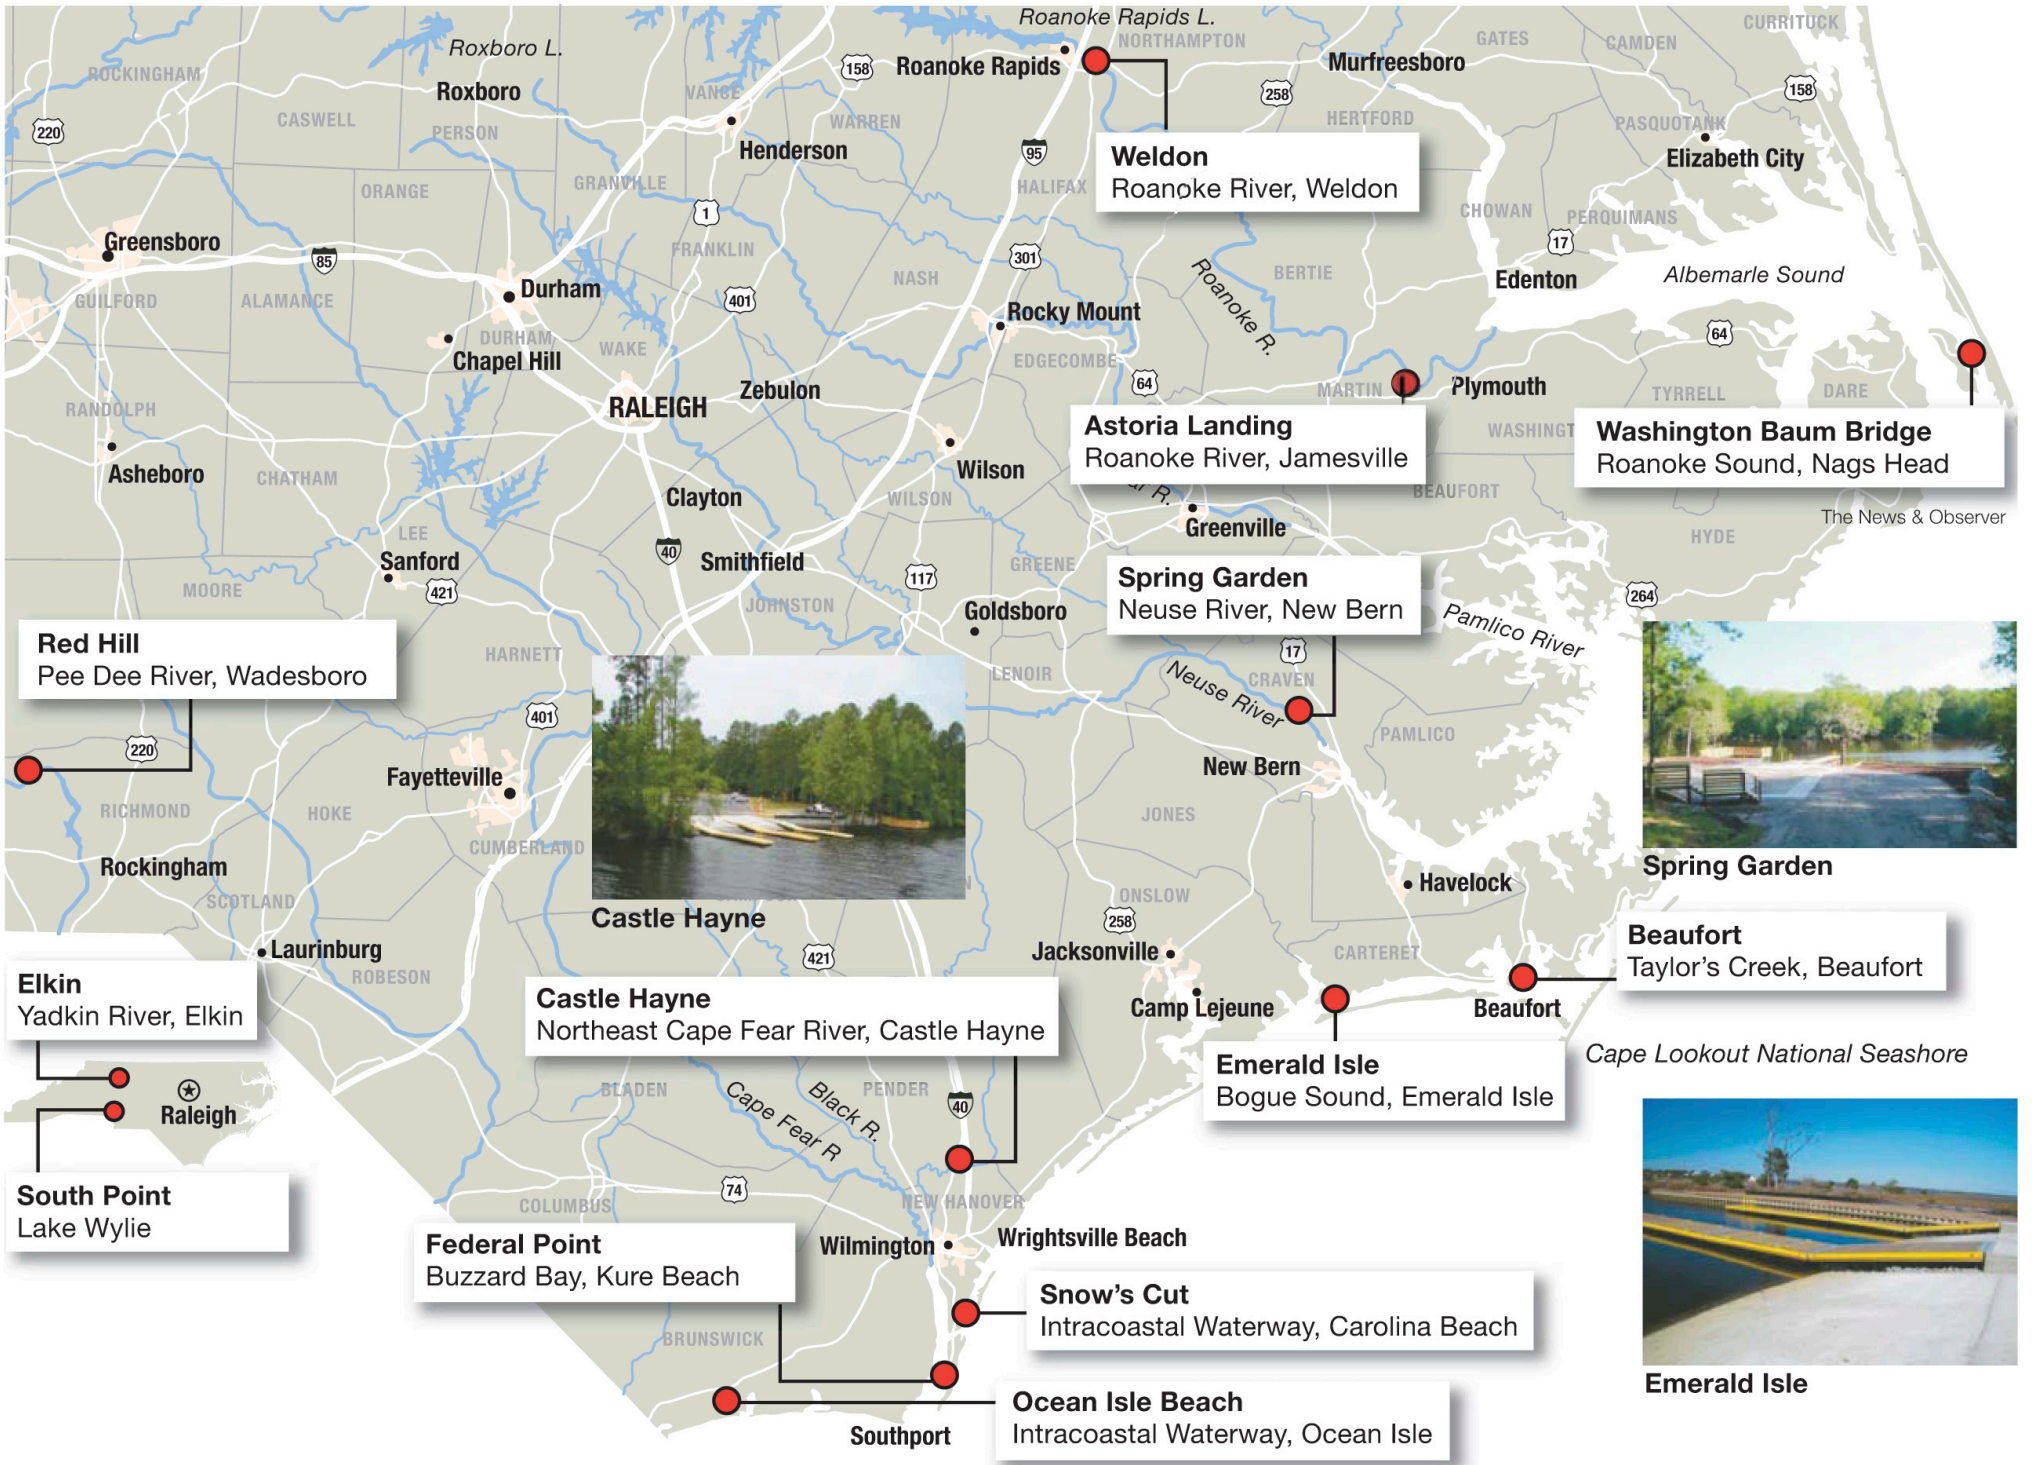 Roanoke Rapids L.
CURRITUCK
NORTHAMPTON
GATES
CAMDEN
Roxboro L.
ROCKINGHAM
Roanoke Rapids
Murfreesboro
158
Roxboro
VANCE
258
158
220
CASWELL
PERSON
WARREN
HERTFORD
PASQUOTANK
Henderson
95
Elizabeth City
Weldon
Roanoke River, Weldon
ORANGE
GRANVILLE
HALIFAX
1
CHOWAN
PERQUIMANS
Greensboro
85
FRANKLIN
301
17
Roanoke R.
BERTIE
Edenton
Albemarle Sound
NASH
GUILFORD
ALAMANCE
Durham
401
Rocky Mount
64
DURHAM
WAKE
Chapel Hill
EDGECOMBE
64
MARTIN
Plymouth
TYRRELL
DARE
Zebulon
RALEIGH
RANDOLPH
Astoria Landing
Roanoke River, Jamesville
WASHINGT
Washington Baum Bridge
Roanoke Sound, Nags Head
Asheboro
CHATHAM
Wilson
Clayton
WILSON
ar R.
BEAUFORT
The News & Observer
Greenville
HYDE
LEE
Sanford
40
Smithfield
GREENE
117
Spring Garden
Neuse River, New Bern
MOORE
421
JOHNSTON
Goldsboro
264
Pamlico River
Red Hill
Pee Dee River, Wadesboro
HARNETT
LENOIR
17
CRAVEN
Neuse River
401
220
PAMLICO
Fayetteville
New Bern
RICHMOND
HOKE
JONES
CUMBERLAND
Rockingham
Spring Garden
Havelock
SCOTLAND
ONSLOW
Castle Hayne
258
Laurinburg
421
Jacksonville
CARTERET
Beaufort
Taylor's Creek, Beaufort
ROBESON
Elkin
Yadkin River, Elkin
Castle Hayne
Northeast Cape Fear River, Castle Hayne
Camp Lejeune
Beaufort
Cape Lookout National Seashore
Emerald Isle
Bogue Sound, Emerald Isle
BLADEN
PENDER
Cape Fear R
Black R.
40
Raleigh
South Point
Lake Wylie
74
COLUMBUS
NEW HANOVER
Federal Point
Buzzard Bay, Kure Beach
Wilmington
Wrightsville Beach
Snow's Cut
Intracoastal Waterway, Carolina Beach
BRUNSWICK
Emerald Isle
Ocean Isle Beach
Intracoastal Waterway, Ocean Isle
Southport